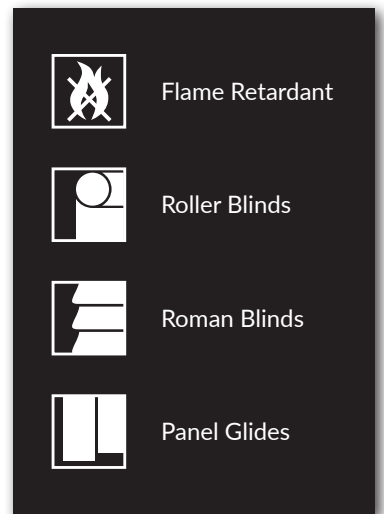 Flame Retardant
Roller Blinds
Roman Blinds
Panel Glides